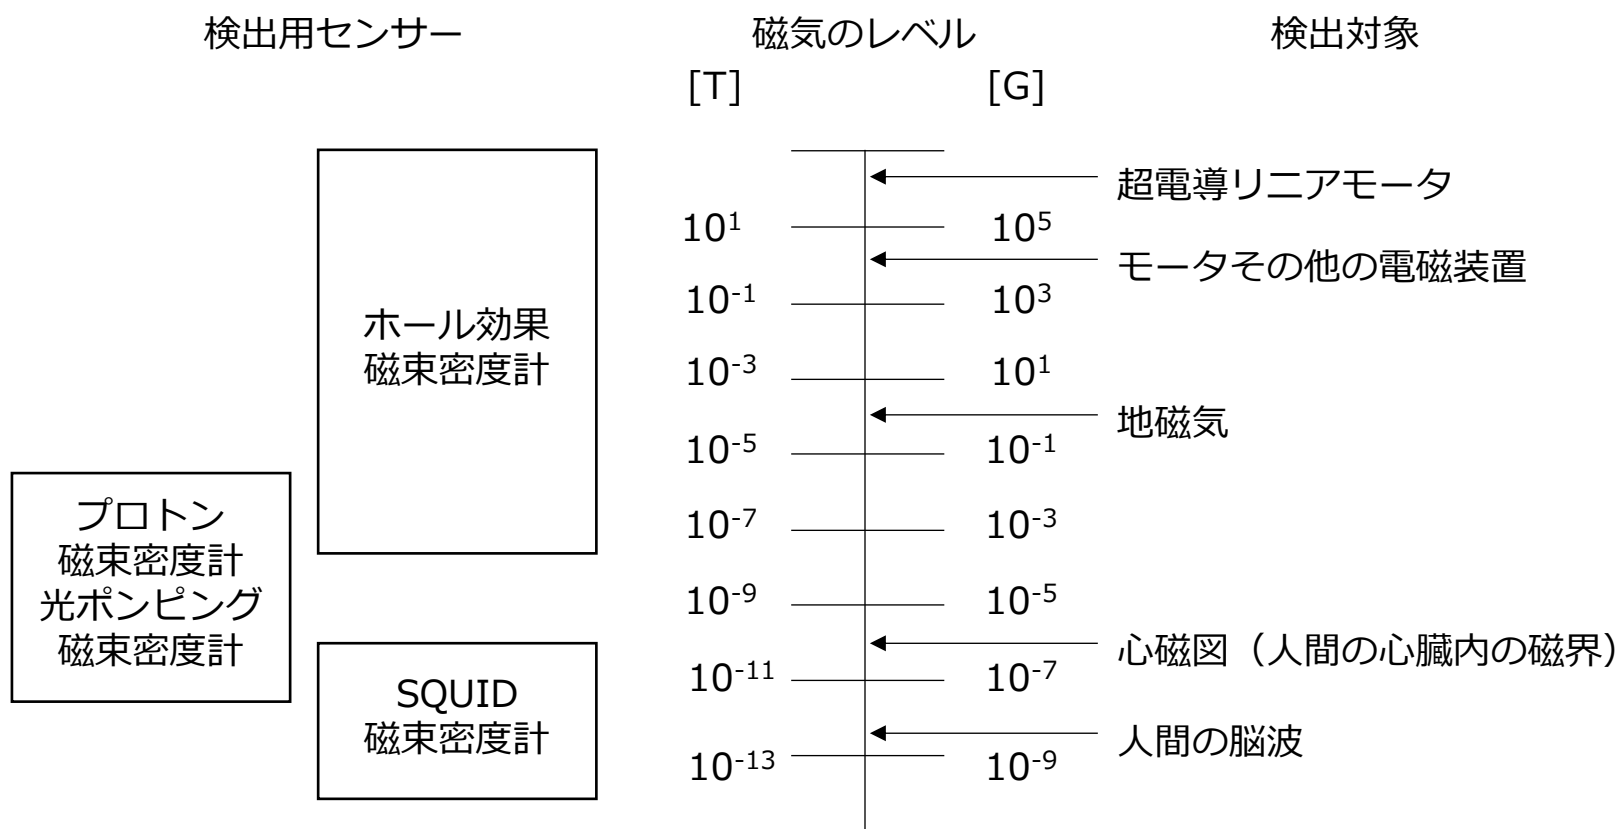 検出用センサー
磁気のレベル
検出対象
[T]
[G]
超電導リニアモータ
10¹
10⁵
モータその他の電磁装置
10⁻¹
10³
ホール効果
磁束密度計
10⁻³
10¹
地磁気
10⁻⁵
10⁻¹
プロトン
磁束密度計
光ポンピング
磁束密度計
10⁻⁷
10⁻³
10⁻⁹
10⁻⁵
心磁図（人間の心臓内の磁界）
10⁻¹¹
10⁻⁷
SQUID
磁束密度計
人間の脳波
10⁻¹³
10⁻⁹